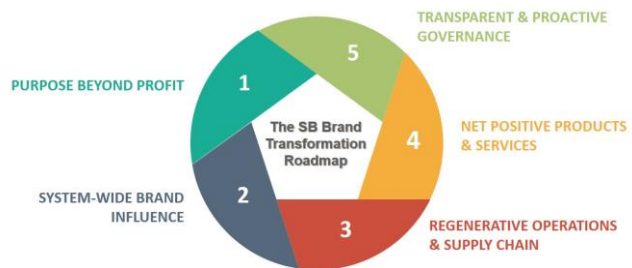 TRANSPARENT & PROACTIVE
GOVERNANCE
5
1
PURPOSE BEYOND PROFIT
The SB Brand
Transformation
Roadmap
4
NET POSITIVE PRODUCTS
& SERVICES
SYSTEM-WIDE BRAND
INFLUENCE
2
3
REGENERATIVE OPERATIONS
& SUPPLY CHAIN